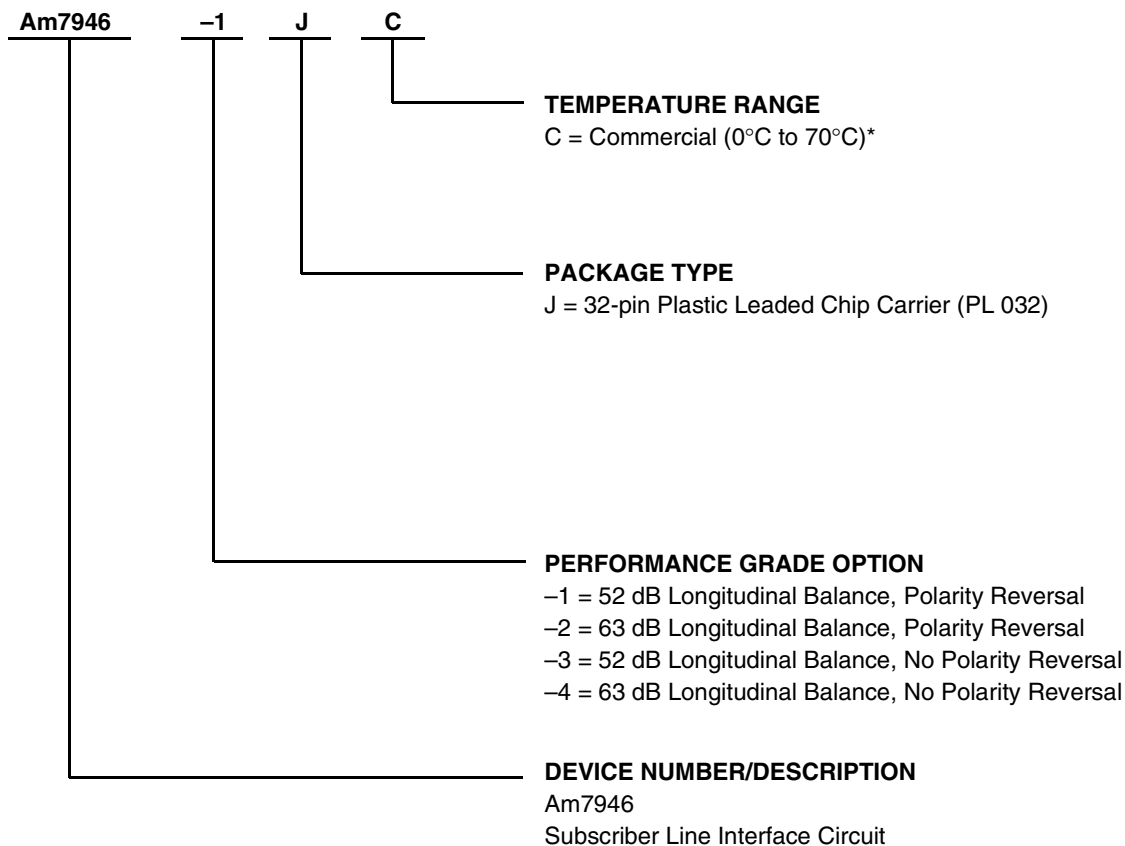 Am7946 –1 J C
TEMPERATURE RANGE
C = Commercial (0°C to 70°C)*
PACKAGE TYPE
J = 32-pin Plastic Leaded Chip Carrier (PL 032)
PERFORMANCE GRADE OPTION
–1 = 52 dB Longitudinal Balance, Polarity Reversal
–2 = 63 dB Longitudinal Balance, Polarity Reversal
–3 = 52 dB Longitudinal Balance, No Polarity Reversal
–4 = 63 dB Longitudinal Balance, No Polarity Reversal
DEVICE NUMBER/DESCRIPTION
Am7946
Subscriber Line Interface Circuit